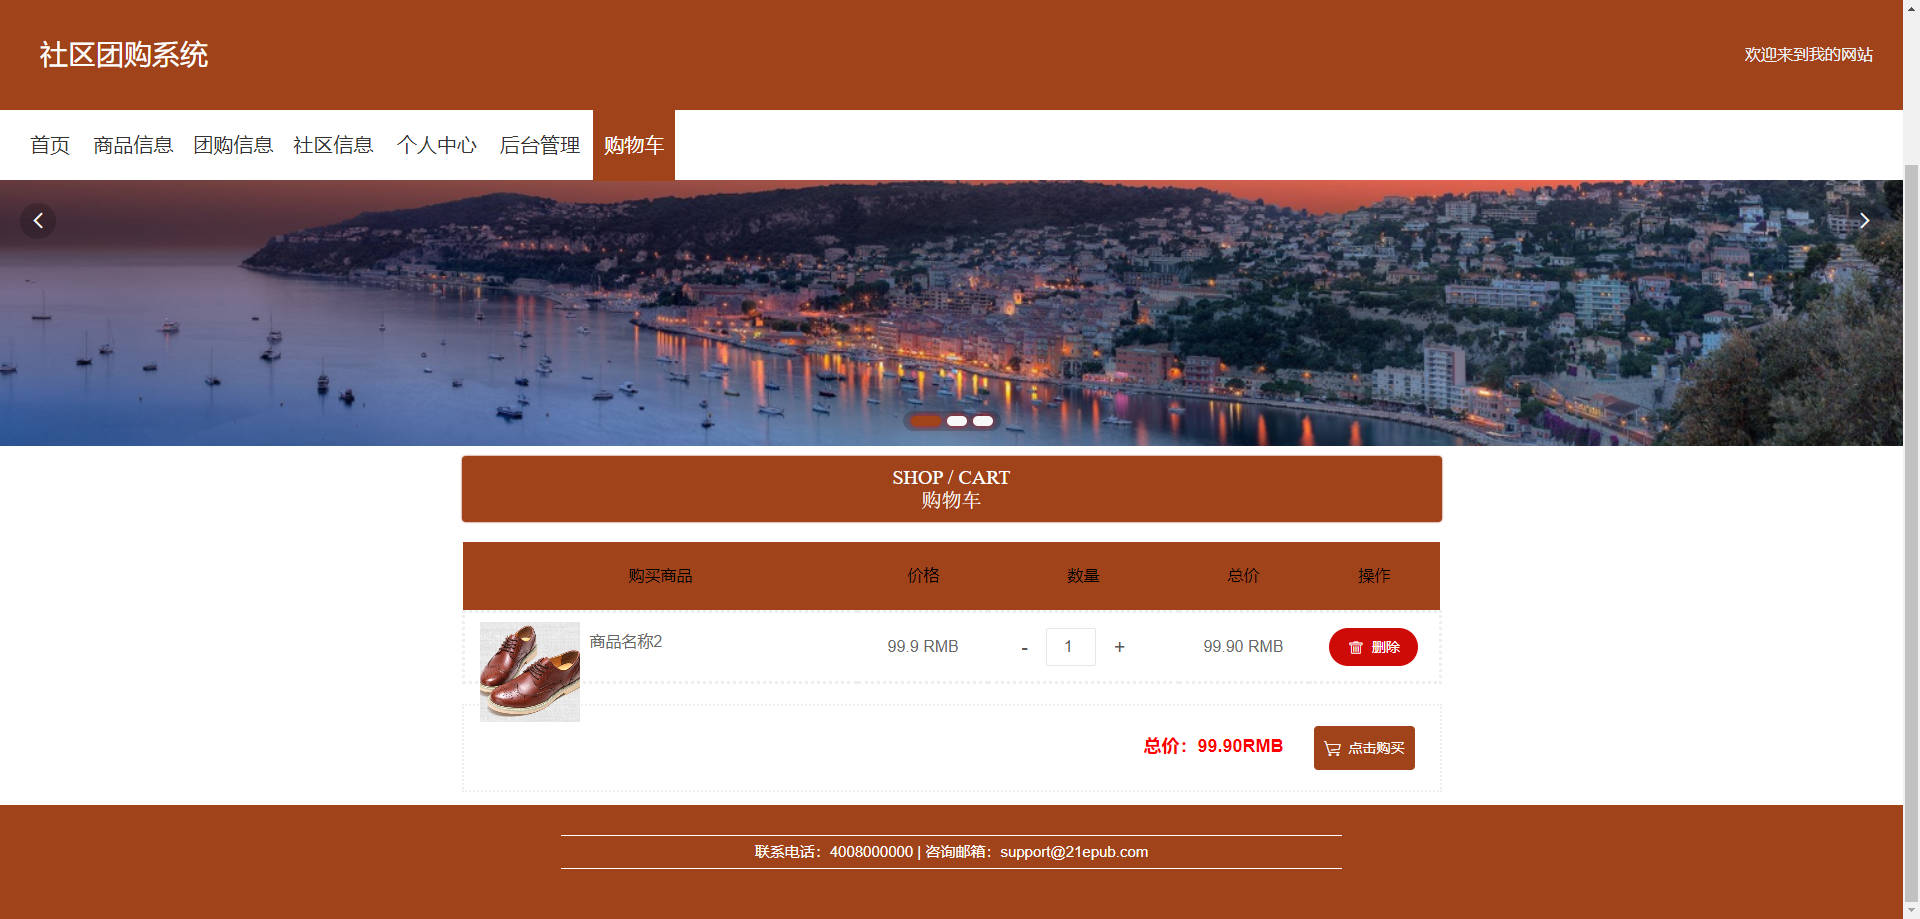 社区团购系统
欢迎来到我的网站
首页 商品信息 团购信息 社区信息 个人中心 后台管理 购物车
SHOP / CART
购物车
购买商品 价格 数量 总价 操作
商品名称2 99.9 RMB - 1 + 99.90 RMB 删除
总价：99.90RMB 点击购买
联系电话：4008000000 | 咨询邮箱：support@21epub.com